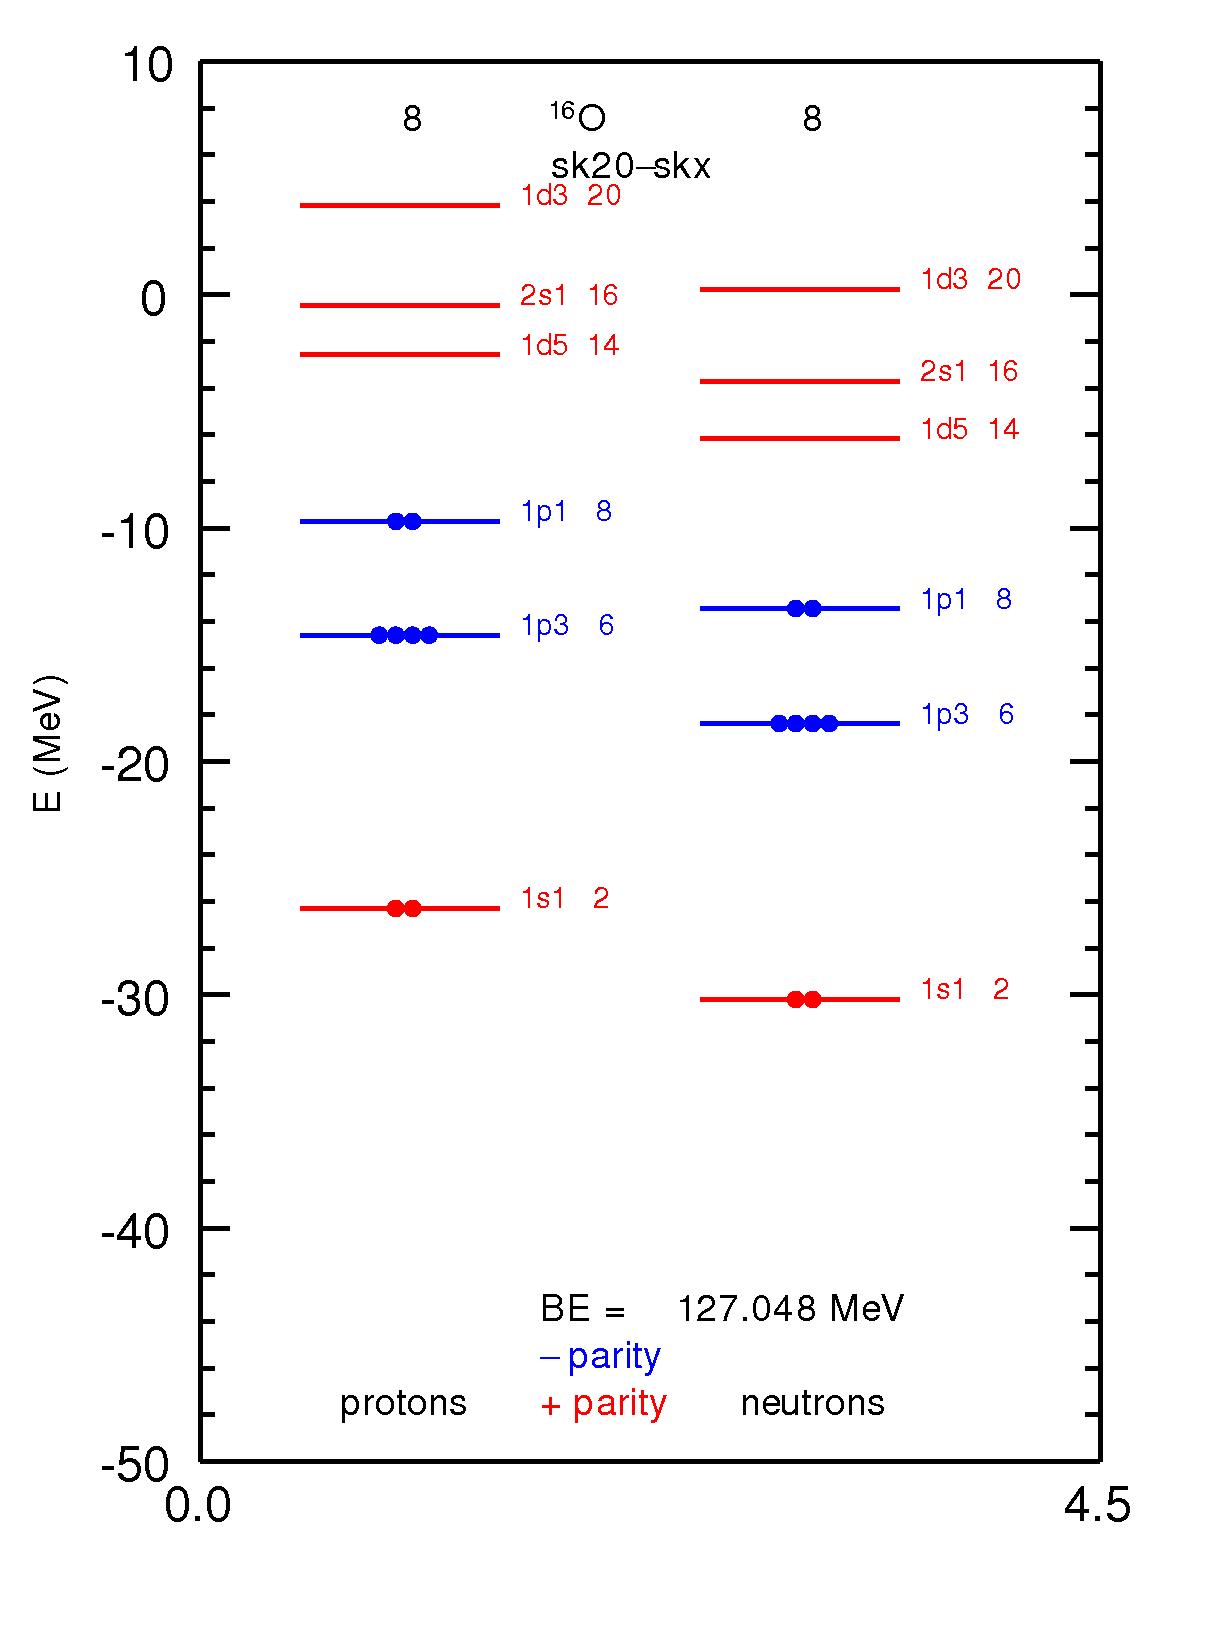 10
8 ¹⁶O 8
sk20–skx
1d3 20
1d3 20
0
2s1 16
1d5 14
2s1 16
1d5 14
-10
1p1 8
1p1 8
1p3 6
1p3 6
E (MeV)
-20
1s1 2
-30
1s1 2
-40
BE = 127.048 MeV
– parity
protons + parity neutrons
-50
0.0 4.5